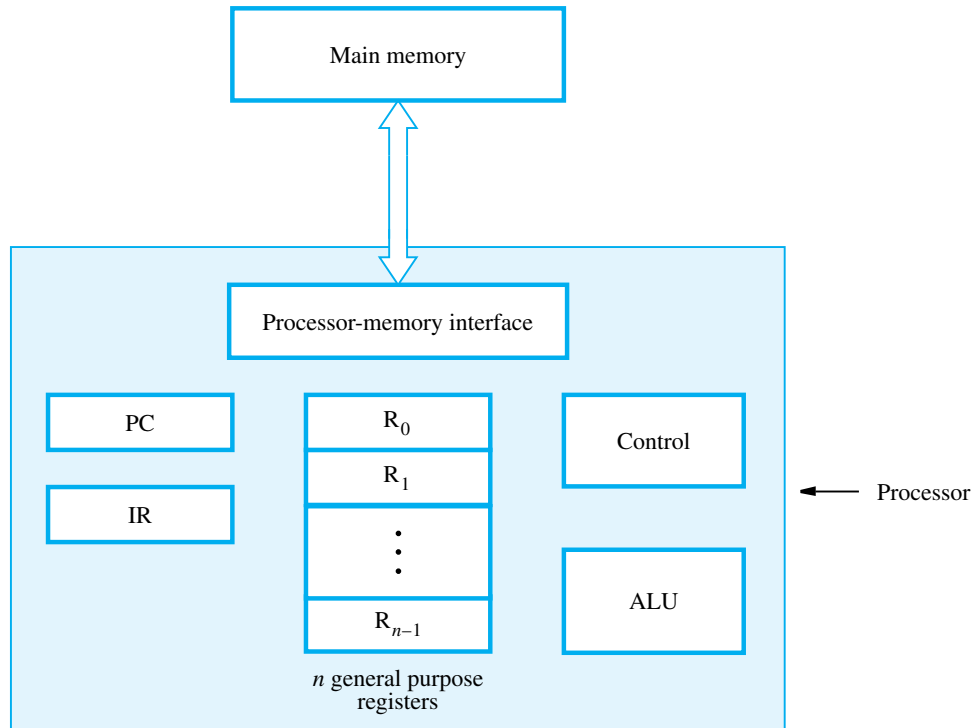 Main memory
Processor-memory interface
PC
IR
R0
R1
Rn–1
n general purpose
registers
Control
ALU
Processor